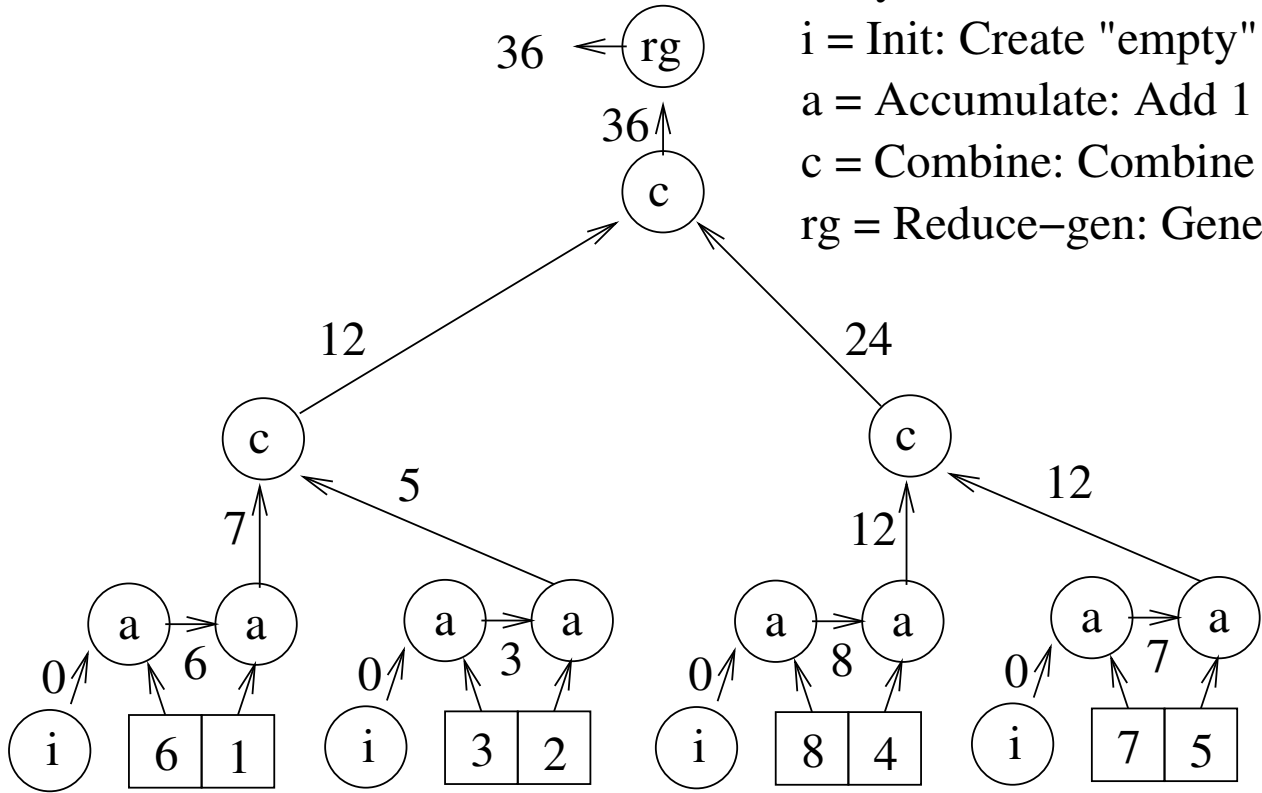 i = Init: Create "empty"
36 rg
a = Accumulate: Add 1
36
c = Combine: Combine
c
rg = Reduce−gen: Gene
12 24
c c
5 12
7 12
a a a a a a a a
0 6 0 3 0 8 0 7
i 6 1 i 3 2 i 8 4 i 7 5